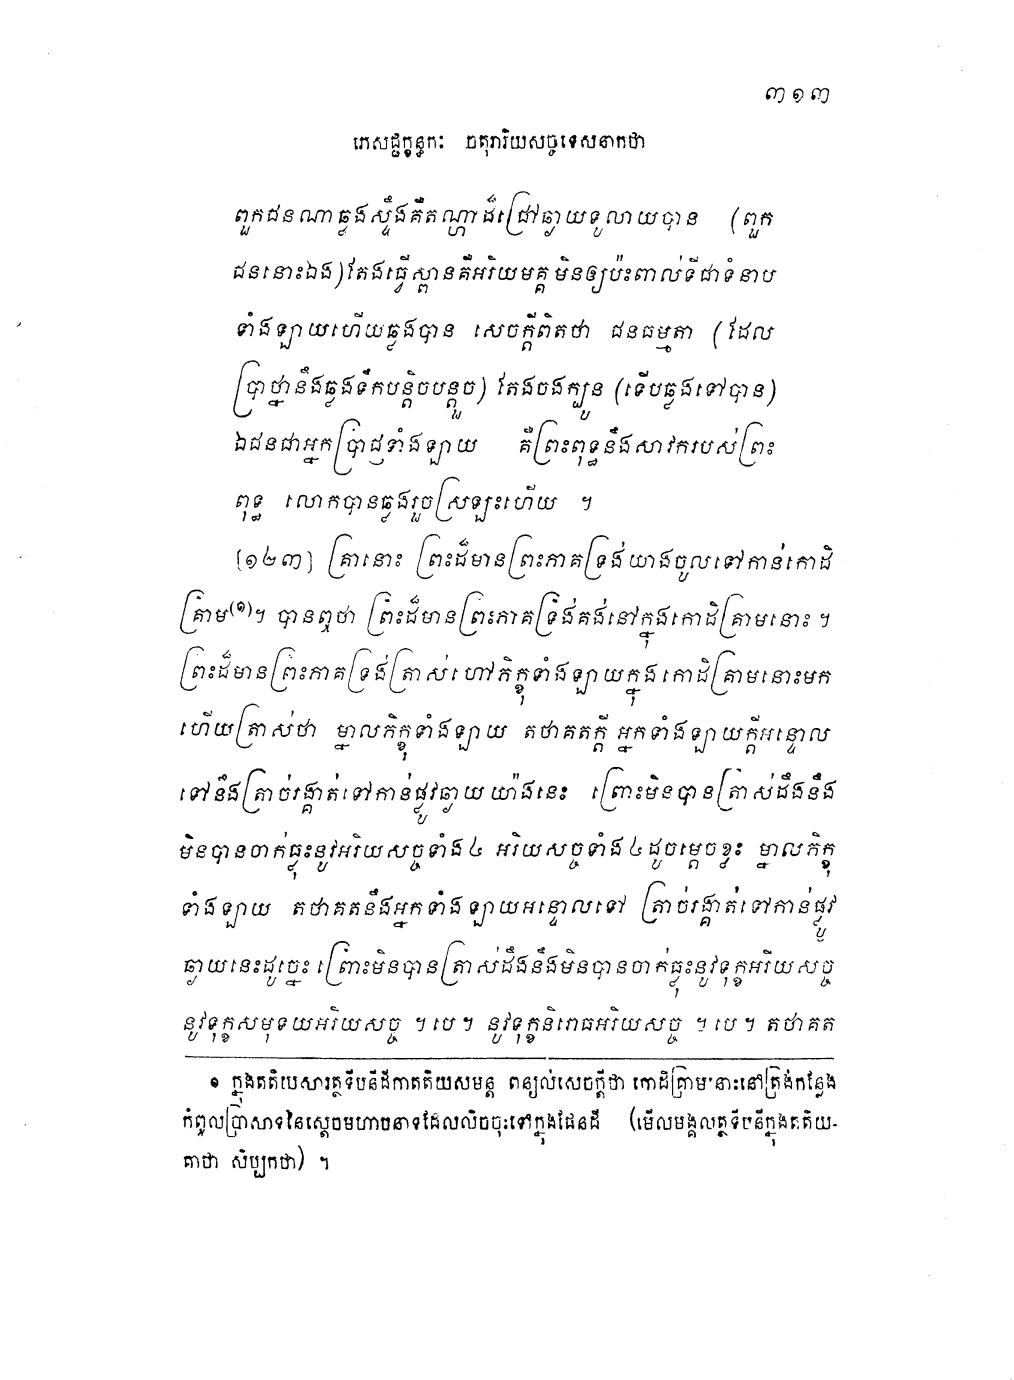 ៣១៣
ភេសជ្ជក្ខន្ធកៈ ចតុរារិយសច្ចទេសនាកថា
ពួកជនណាឆ្លងស្ទឹងគឺតណ្ហាដ៏ជ្រៅឆ្ងាយទូលាយបាន (ពួក
ជននោះឯង) តែងធ្វើស្ពានគឺអរិយមគ្គ មិនឲ្យប៉ះពាល់ទីជាទំនាប
ទាំងឡាយហើយឆ្លងបាន សេចក្តីពិតថា ជនធម្មតា (ដែល
ប្រាថ្នានឹងឆ្លងទឹកបន្តិចបន្តួច) តែងចងក្បួន (ទើបឆ្លងទៅបាន)
ឯជនជាអ្នកប្រាជ្ញទាំងឡាយ គឺព្រះពុទ្ធនឹងសាវករបស់ព្រះ
ពុទ្ធ លោកបានឆ្លងរួចស្រឡះហើយ ។
[១២៣] គ្រានោះ ព្រះដ៏មានព្រះភាគទ្រង់យាងចូលទៅកាន់កោដិ
គ្រាម(១)។ បានឮថា ព្រះដ៏មានព្រះភាគទ្រង់គង់នៅក្នុងកោដិគ្រាមនោះ ។
ព្រះដ៏មានព្រះភាគទ្រង់ត្រាស់ហៅភិក្ខុទាំងឡាយក្នុងកោដិគ្រាមនោះមក
ហើយត្រាស់ថា ម្នាលភិក្ខុទាំងឡាយ តថាគតក្តី អ្នកទាំងឡាយក្តីអន្ទោល
ទៅនឹងត្រាច់រង្គាត់ទៅកាន់ផ្លូវឆ្ងាយយ៉ាងនេះ ព្រោះមិនបានត្រាស់ដឹងនឹង
មិនបានចាក់ធ្លុះនូវអរិយសច្ចទាំង៤ អរិយសច្ចទាំង៤ដូចម្តេចខ្លះ ម្នាលភិក្ខុ
ទាំងឡាយ តថាគតនឹងអ្នកទាំងឡាយអន្ទោលទៅ ត្រាច់រង្គាត់ទៅកាន់ផ្លូវ
ឆ្ងាយនេះដូច្នេះ ព្រោះមិនបានត្រាស់ដឹងនឹងមិនបានចាក់ធ្លុះនូវទុក្ខអរិយសច្ច
នូវទុក្ខសមុទយអរិយសច្ច ។ បេ ។ នូវទុក្ខនិរោធអរិយសច្ច ។ បេ ។ តថាគត
១ ក្នុងតតិយេសារត្ថទីបនីដីកាតតិយសមន្ត ពន្យល់សេចក្តីថា កោដិគ្រាមនោះនៅត្រង់កន្លែង
កំពូលប្រាសាទនៃស្តេចមហាបនាទដែលលិចចុះទៅក្នុងផែនដី (មើលមង្គលត្ថទីបនីក្នុងតតិយ-
គាថា សិប្បកថា) ។